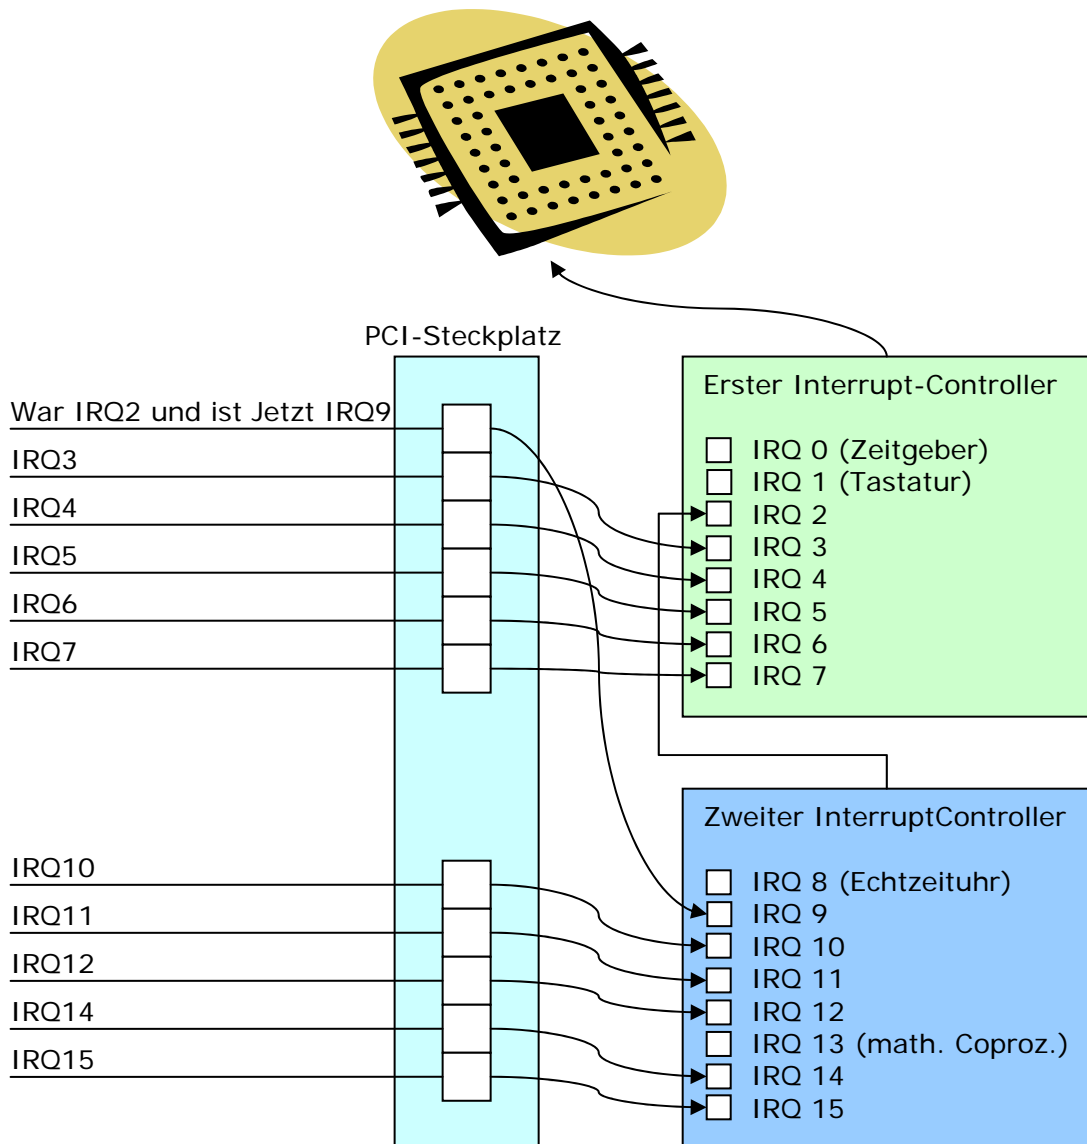 PCI-Steckplatz
War IRQ2 und ist Jetzt IRQ9
IRQ3
IRQ4
IRQ5
IRQ6
IRQ7
IRQ10
IRQ11
IRQ12
IRQ14
IRQ15
Erster Interrupt-Controller
IRQ 0 (Zeitgeber)
IRQ 1 (Tastatur)
IRQ 2
IRQ 3
IRQ 4
IRQ 5
IRQ 6
IRQ 7
Zweiter InterruptController
IRQ 8 (Echtzeituhr)
IRQ 9
IRQ 10
IRQ 11
IRQ 12
IRQ 13 (math. Coproz.)
IRQ 14
IRQ 15